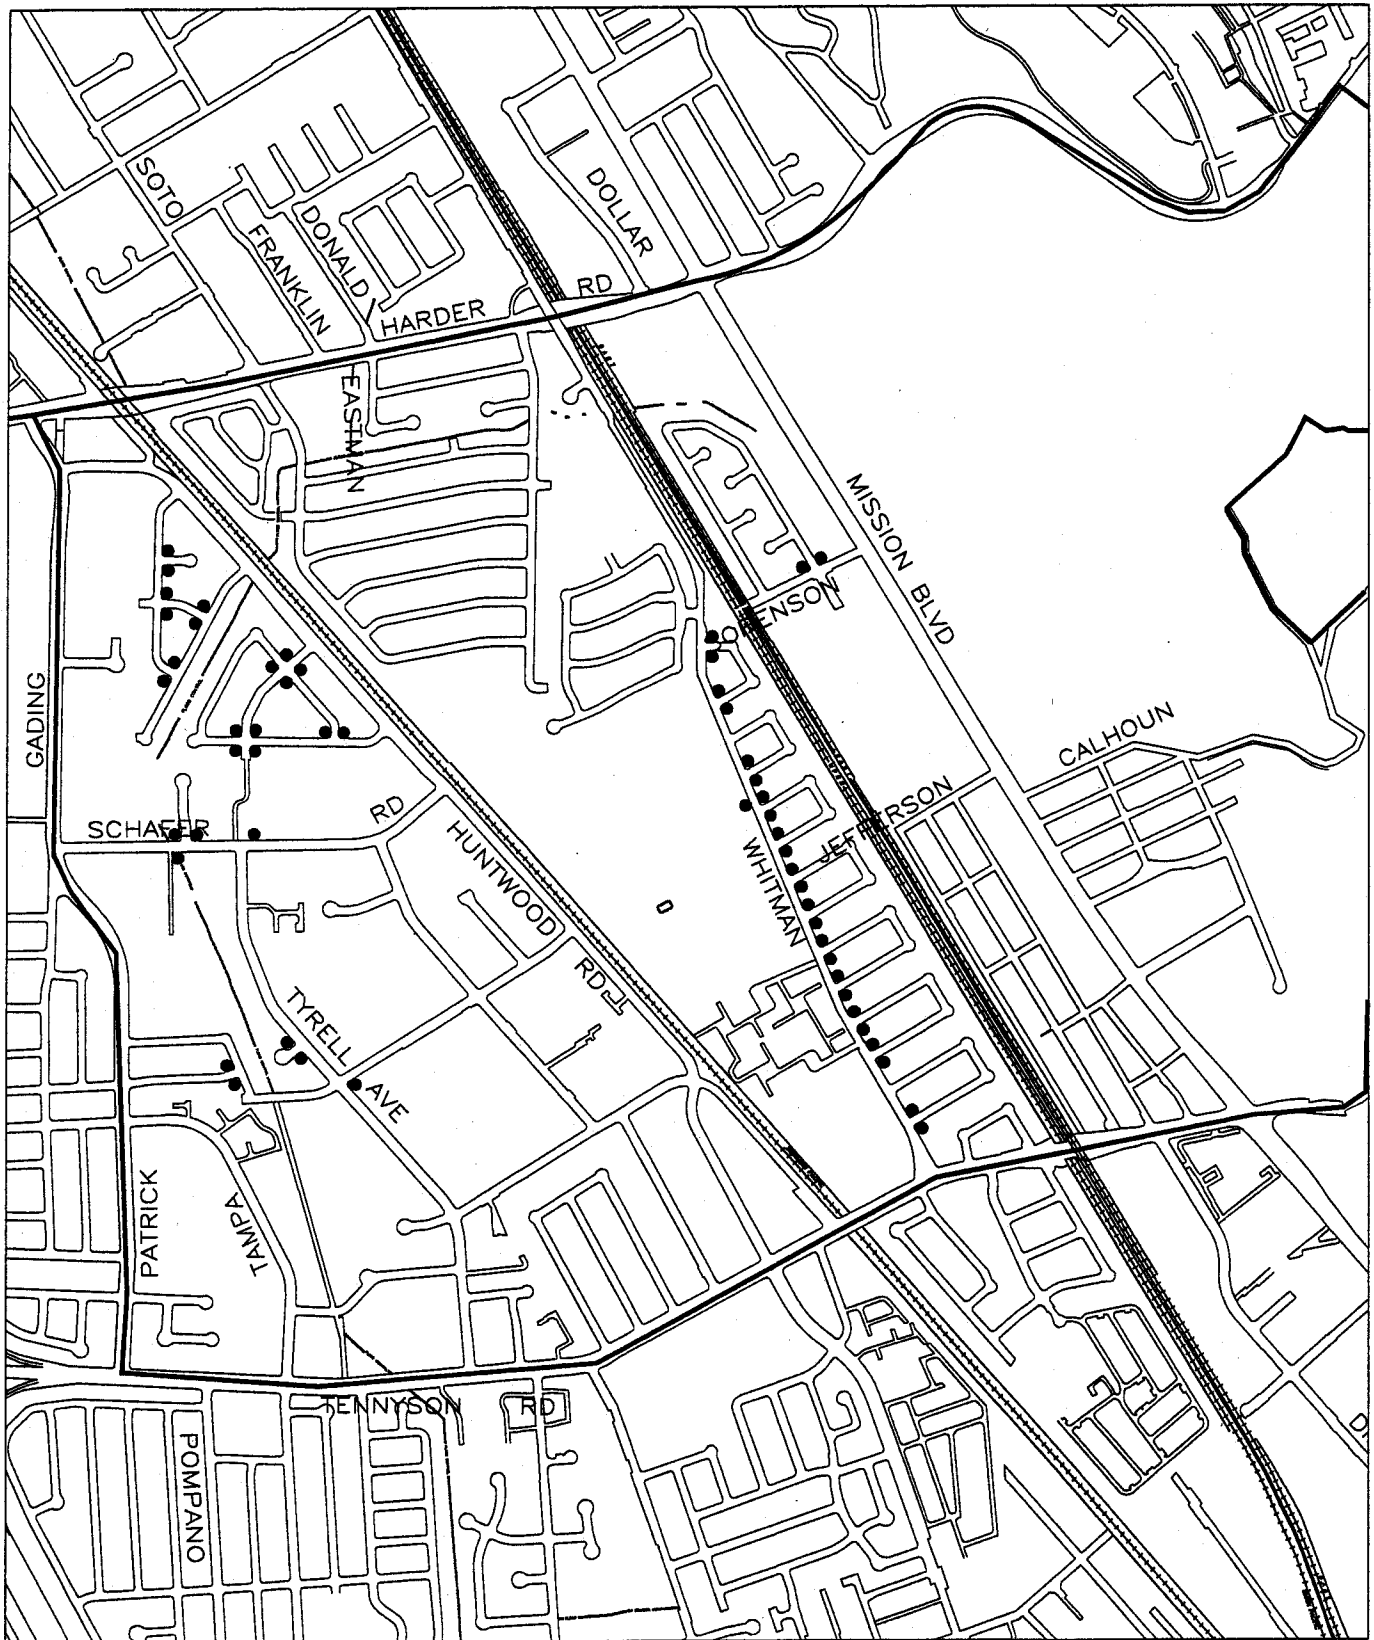 SOTO
DOLLAR
DONALD
FRANKLIN
RD
HARDER
EASTMAN
MISSION BLVD
ORENSON
GADING
CALHOUN
JEFFERSON
RD
SCHAFER
HUNTWOOD
WHITMAN
RD
TYRELL
AVE
PATRICK
TAMPA
TENNYSON
RD
POMPANO